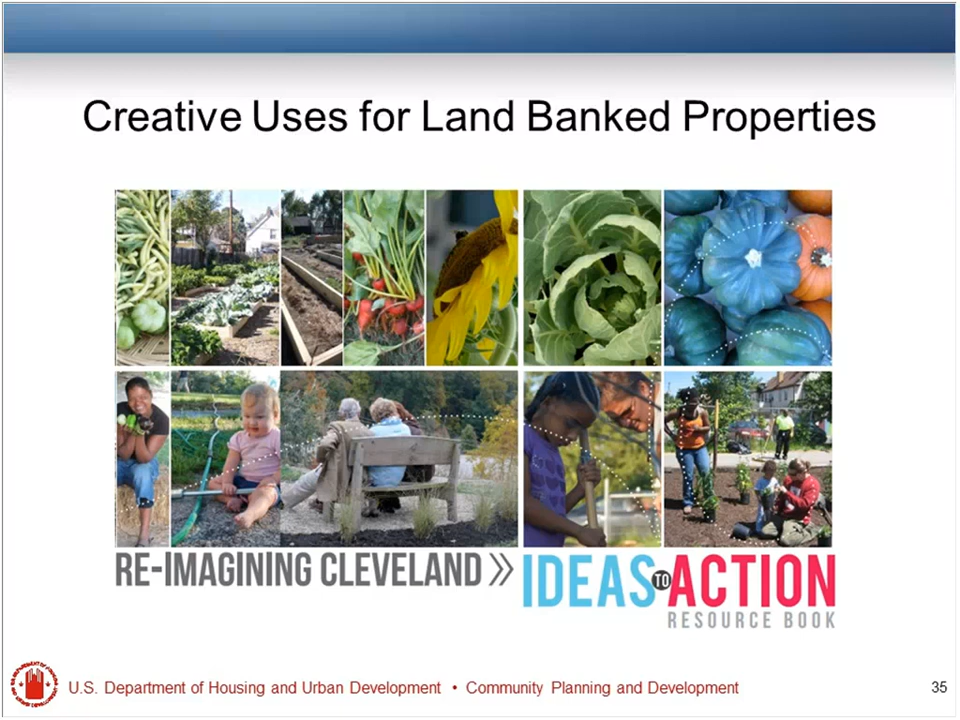 Creative Uses for Land Banked Properties
RE-IMAGINING CLEVELAND >> IDEAS TO ACTION
RESOURCE BOOK
U.S. Department of Housing and Urban Development • Community Planning and Development
35